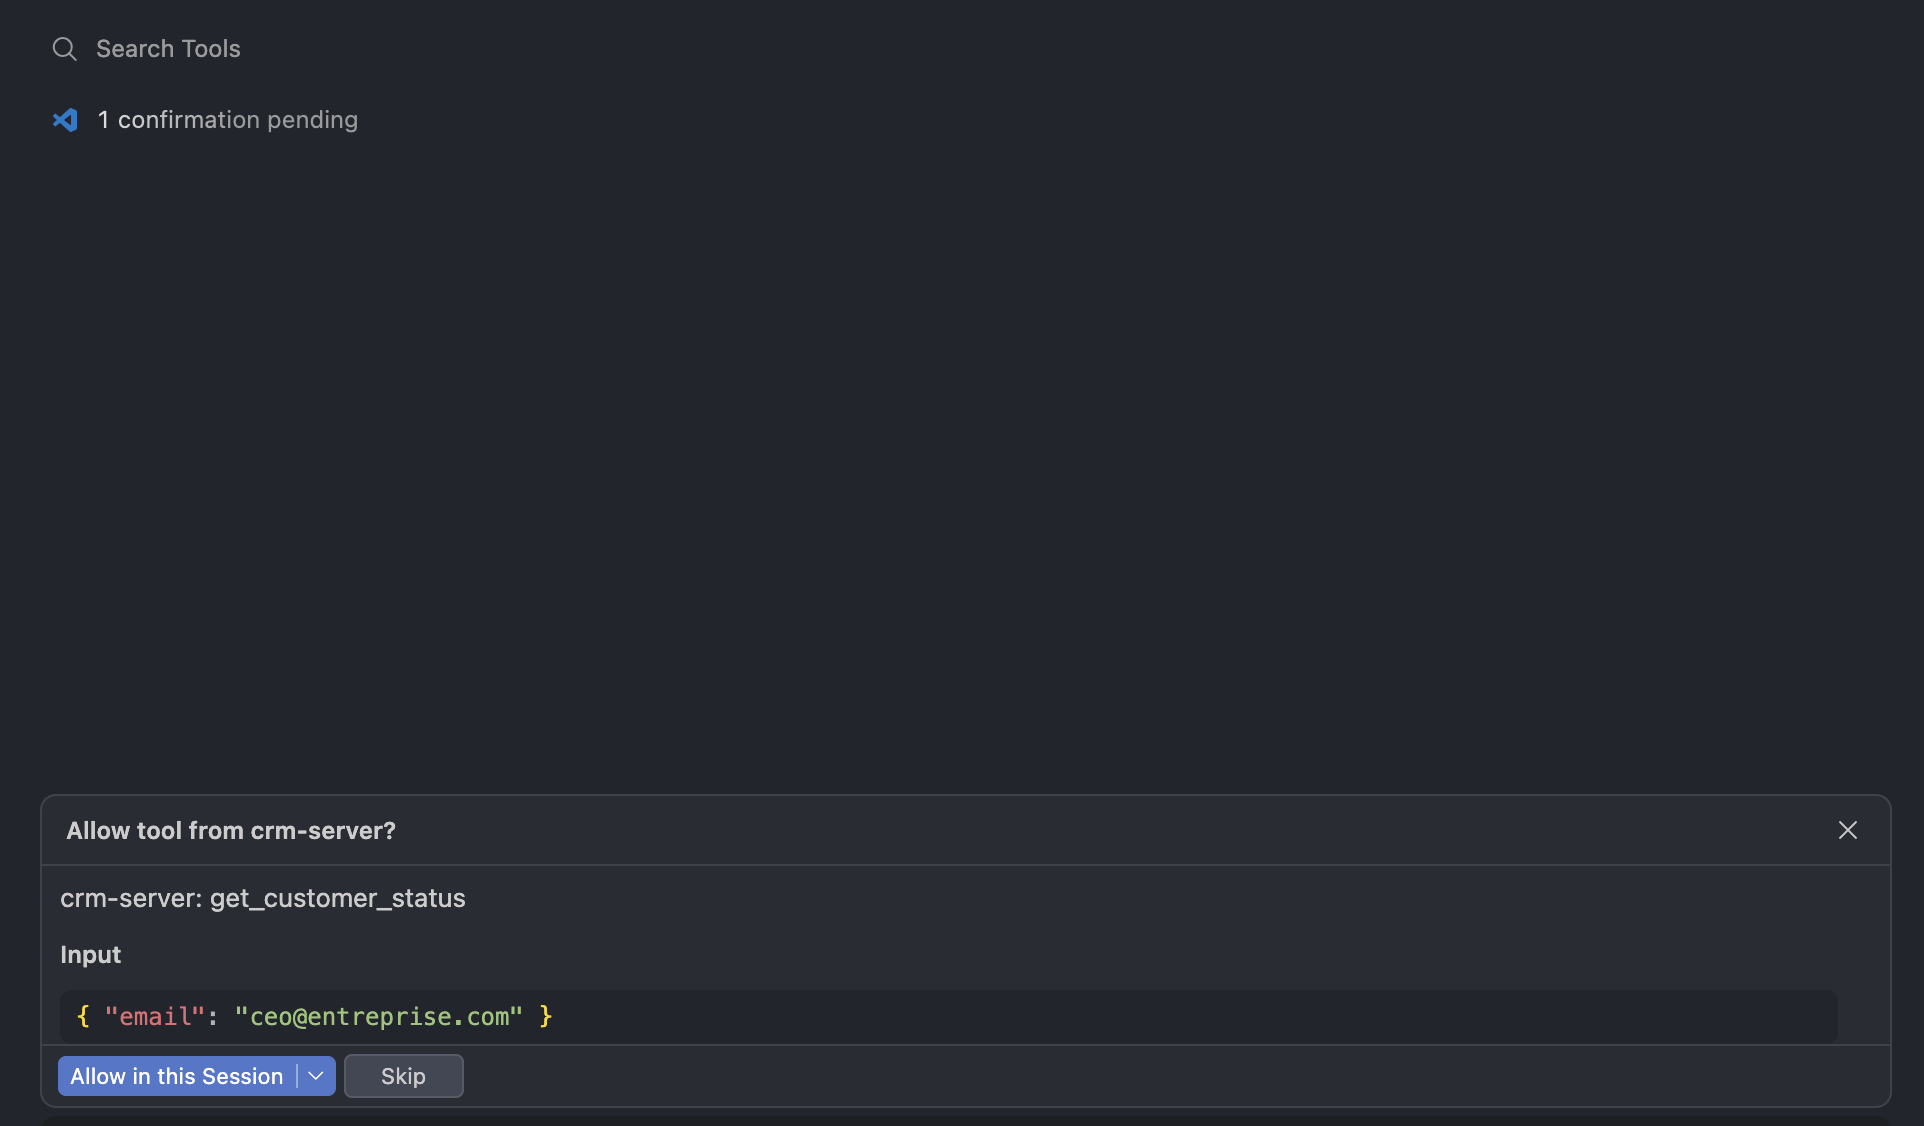 Search Tools
1 confirmation pending
Allow tool from crm-server?
crm-server: get_customer_status
Input
{ "email": "ceo@entreprise.com" }
Allow in this Session
Skip